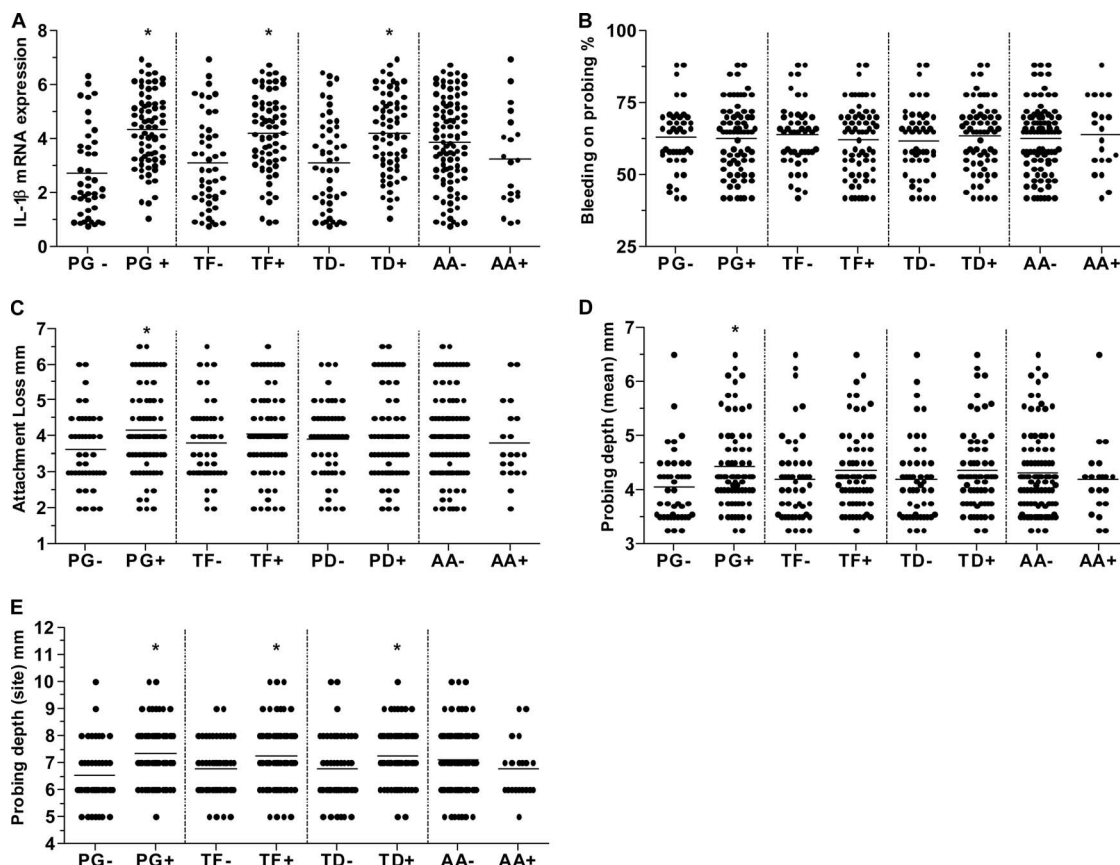 A
IL-1β mRNA expression
8
6
4
2
0
* * *
PG - PG + TF- TF+ TD- TD+ AA- AA+
B
Bleeding on probing %
100
75
50
25
PG- PG+ TF- TF+ TD- TD+ AA- AA+
C
Attachment Loss mm
7
6
5
4
3
2
1
*
PG- PG+ TF- TF+ PD- PD+ AA- AA+
D
Probing depth (mean) mm
7
6
5
4
3
*
PG- PG+ TF- TF+ TD- TD+ AA- AA+
E
Probing depth (site) mm
12
11
10
9
8
7
6
5
4
* * *
PG- PG+ TF- TF+ TD- TD+ AA- AA+